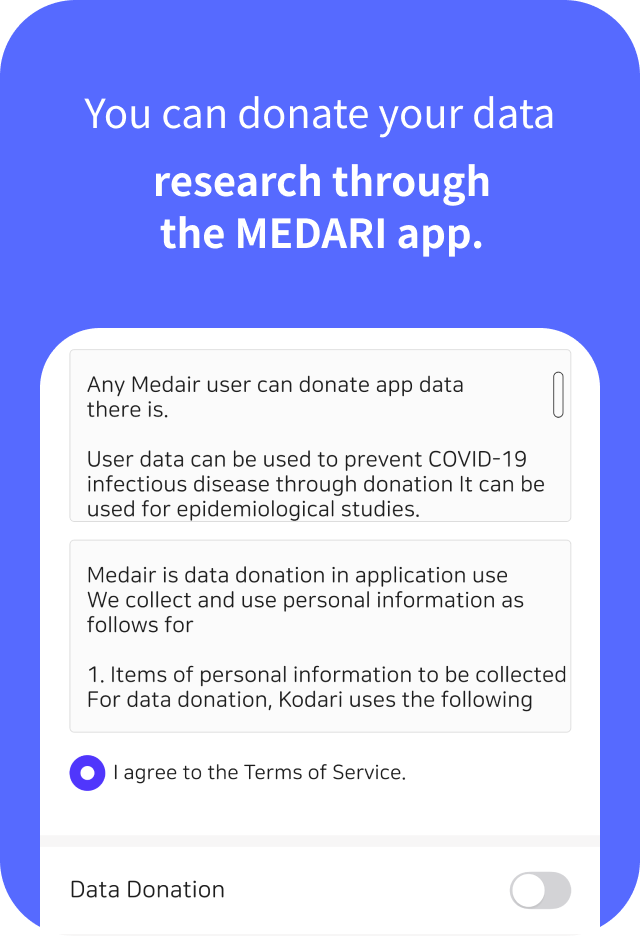 You can donate your data
research through
the MEDARI app.
Any Medair user can donate app data
there is.
User data can be used to prevent COVID-19
infectious disease through donation It can be
used for epidemiological studies.
Medair is data donation in application use
We collect and use personal information as
follows for
1. Items of personal information to be collected
For data donation, Kodari uses the following
I agree to the Terms of Service.
Data Donation